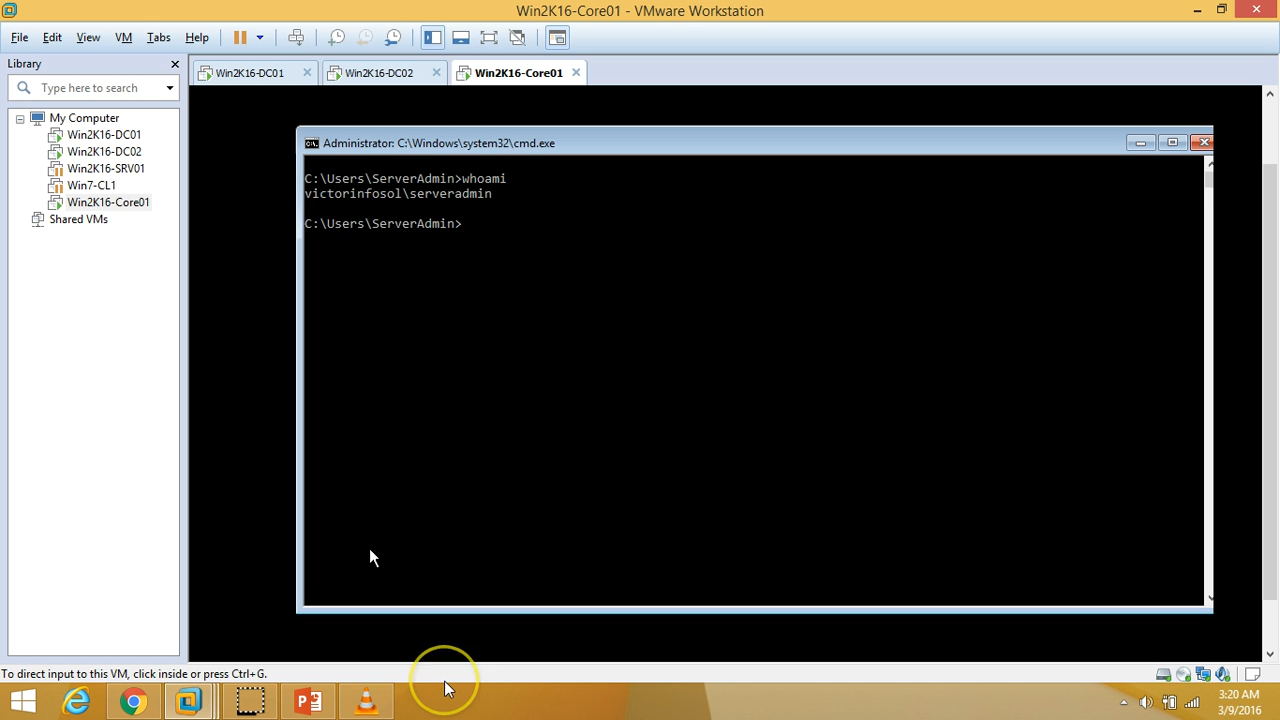 Win2K16-Core01 - VMware Workstation
File Edit View VM Tabs Help
Library
Type here to search
My Computer
Win2K16-DC01
Win2K16-DC02
Win2K16-SRV01
Win7-CL1
Win2K16-Core01
Shared VMs
Win2K16-DC01 Win2K16-DC02 Win2K16-Core01
Administrator: C:\Windows\system32\cmd.exe
C:\Users\ServerAdmin>whoami
victorinfosol\serveradmin
C:\Users\ServerAdmin>
To direct input to this VM, click inside or press Ctrl+G.
3:20 AM
3/9/2016